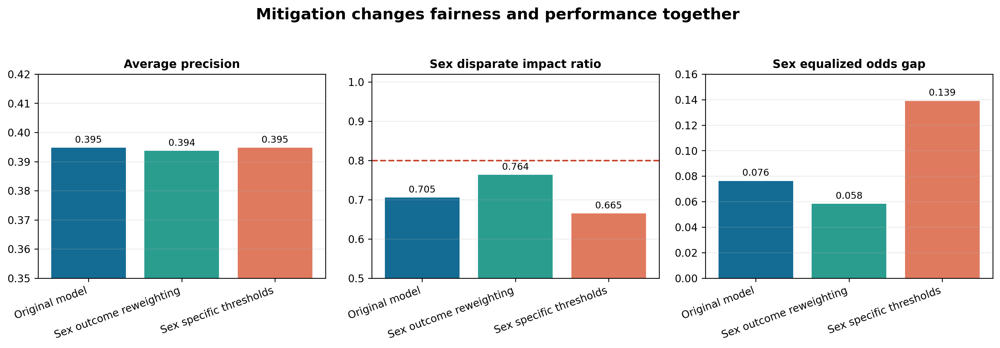 Mitigation changes fairness and performance together
Average precision
0.42
0.41
0.40
0.39
0.38
0.37
0.36
0.35
0.395
0.394
0.395
Original model
Sex outcome reweighting
Sex specific thresholds
Sex disparate impact ratio
1.0
0.9
0.8
0.7
0.6
0.5
0.705
0.764
0.665
Original model
Sex outcome reweighting
Sex specific thresholds
Sex equalized odds gap
0.16
0.14
0.12
0.10
0.08
0.06
0.04
0.02
0.00
0.076
0.058
0.139
Original model
Sex outcome reweighting
Sex specific thresholds